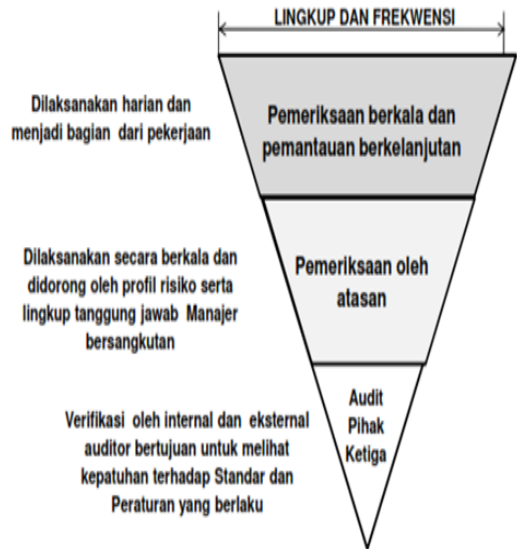 LINGKUP DAN FREKWENSI
Dilaksanakan harian dan
menjadi bagian dari pekerjaan
Pemeriksaan berkala dan
pemantauan berkelanjutan
Dilaksanakan secara berkala dan
didorong oleh profil risiko serta
lingkup tanggung jawab Manajer
bersangkutan
Pemeriksaan oleh
atasan
Verifikasi oleh internal dan eksternal
auditor bertujuan untuk melihat
kepatuhan terhadap Standar dan
Peraturan yang berlaku
Audit
Pihak
Ketiga